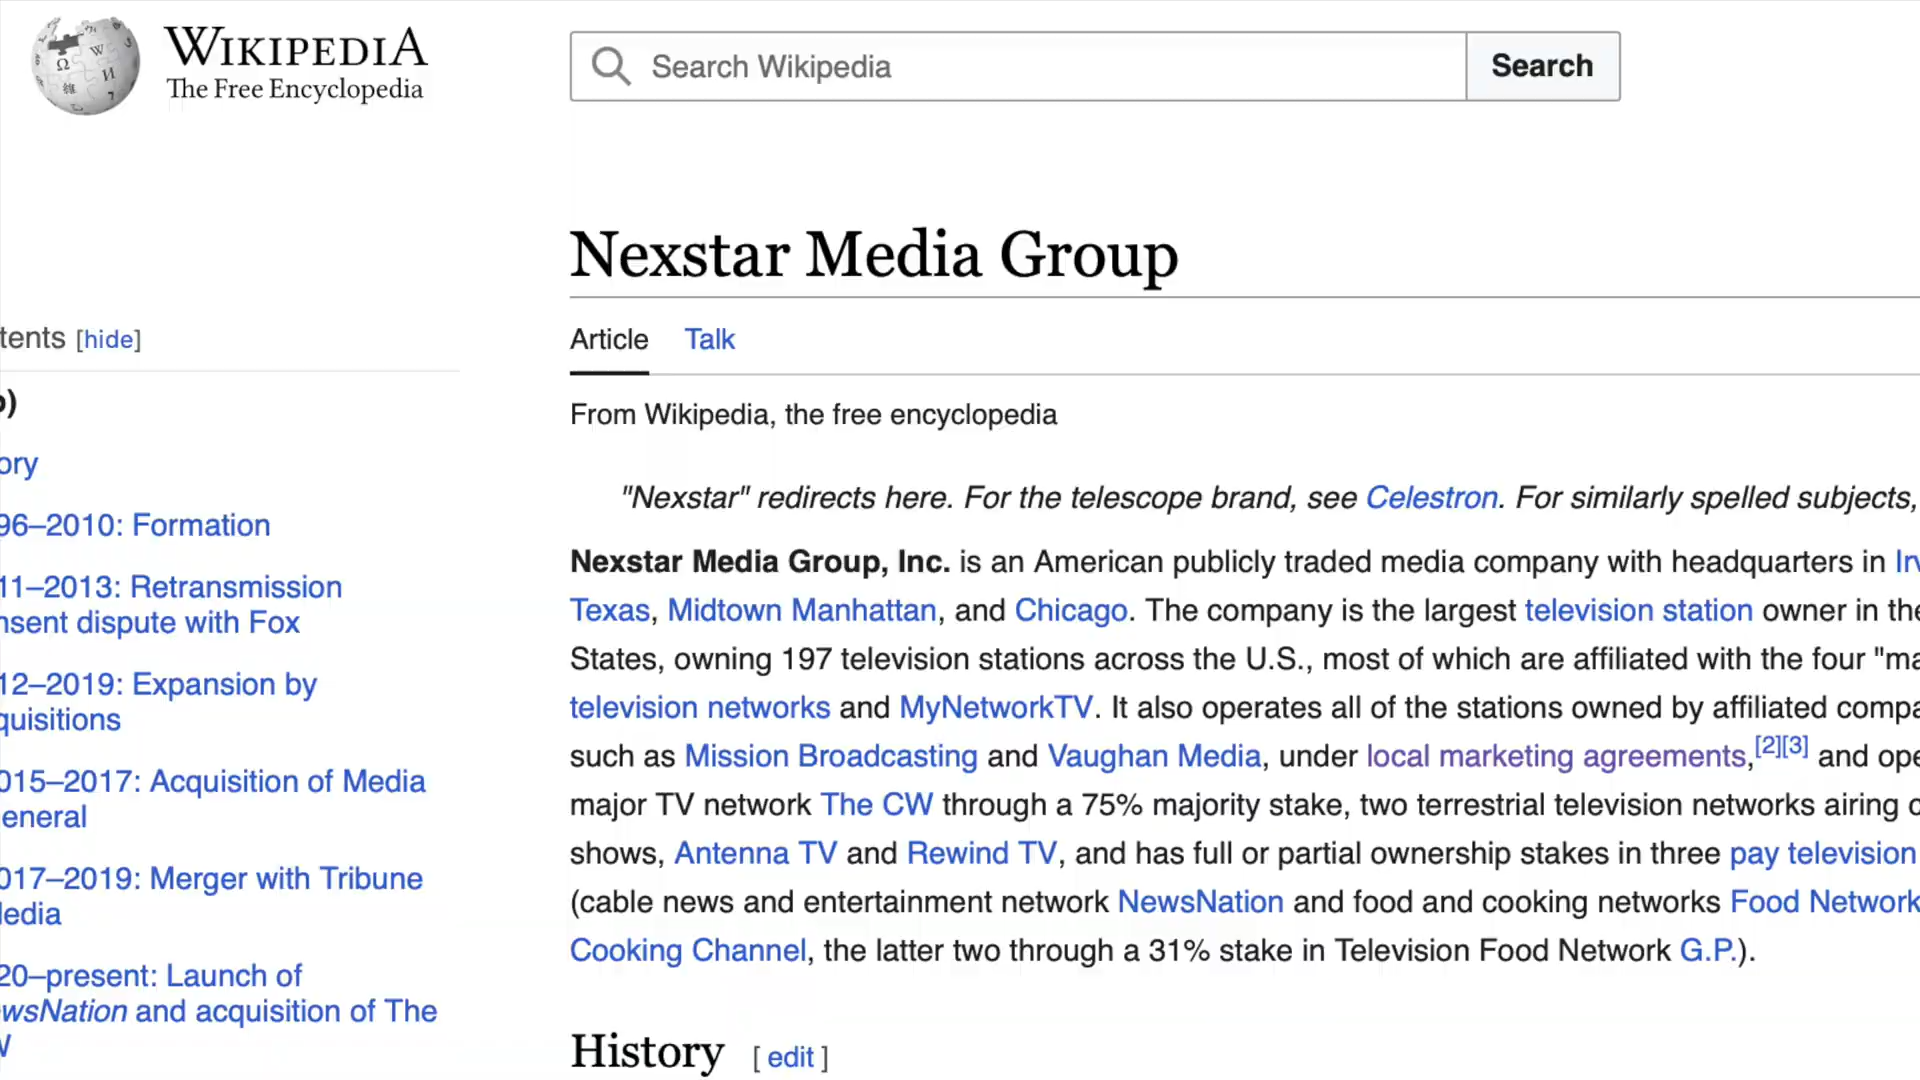 WIKIPEDIA
The Free Encyclopedia
Search Wikipedia
Search
Nexstar Media Group
tents [hide]
Article Talk
From Wikipedia, the free encyclopedia
ory
"Nexstar" redirects here. For the telescope brand, see Celestron. For similarly spelled subjects,
96–2010: Formation
11–2013: Retransmission
nsent dispute with Fox
12–2019: Expansion by
quisitions
015–2017: Acquisition of Media
eneral
017–2019: Merger with Tribune
edia
20–present: Launch of
wsNation and acquisition of The
Nexstar Media Group, Inc. is an American publicly traded media company with headquarters in Irv
Texas, Midtown Manhattan, and Chicago. The company is the largest television station owner in the
States, owning 197 television stations across the U.S., most of which are affiliated with the four "ma
television networks and MyNetworkTV. It also operates all of the stations owned by affiliated compa
such as Mission Broadcasting and Vaughan Media, under local marketing agreements,[2][3] and ope
major TV network The CW through a 75% majority stake, two terrestrial television networks airing c
shows, Antenna TV and Rewind TV, and has full or partial ownership stakes in three pay television
(cable news and entertainment network NewsNation and food and cooking networks Food Network
Cooking Channel, the latter two through a 31% stake in Television Food Network G.P.).
History [ edit ]